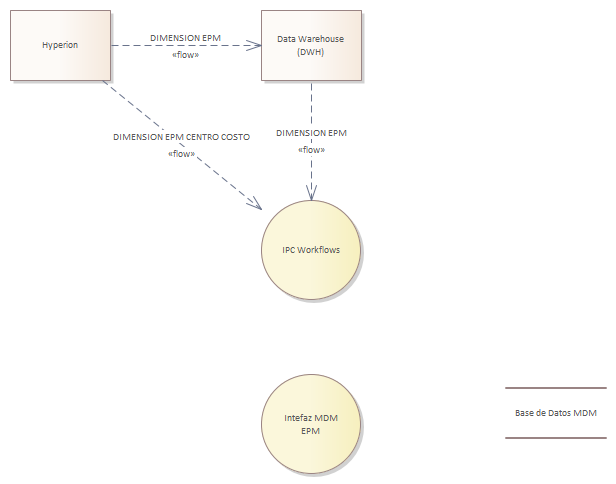 Hyperion
DIMENSION EPM
«flow»
Data Warehouse
(DWH)
DIMENSION EPM CENTRO COSTO
«flow»
DIMENSION EPM
«flow»
IPC Workflows
Intefaz MDM
EPM
Base de Datos MDM